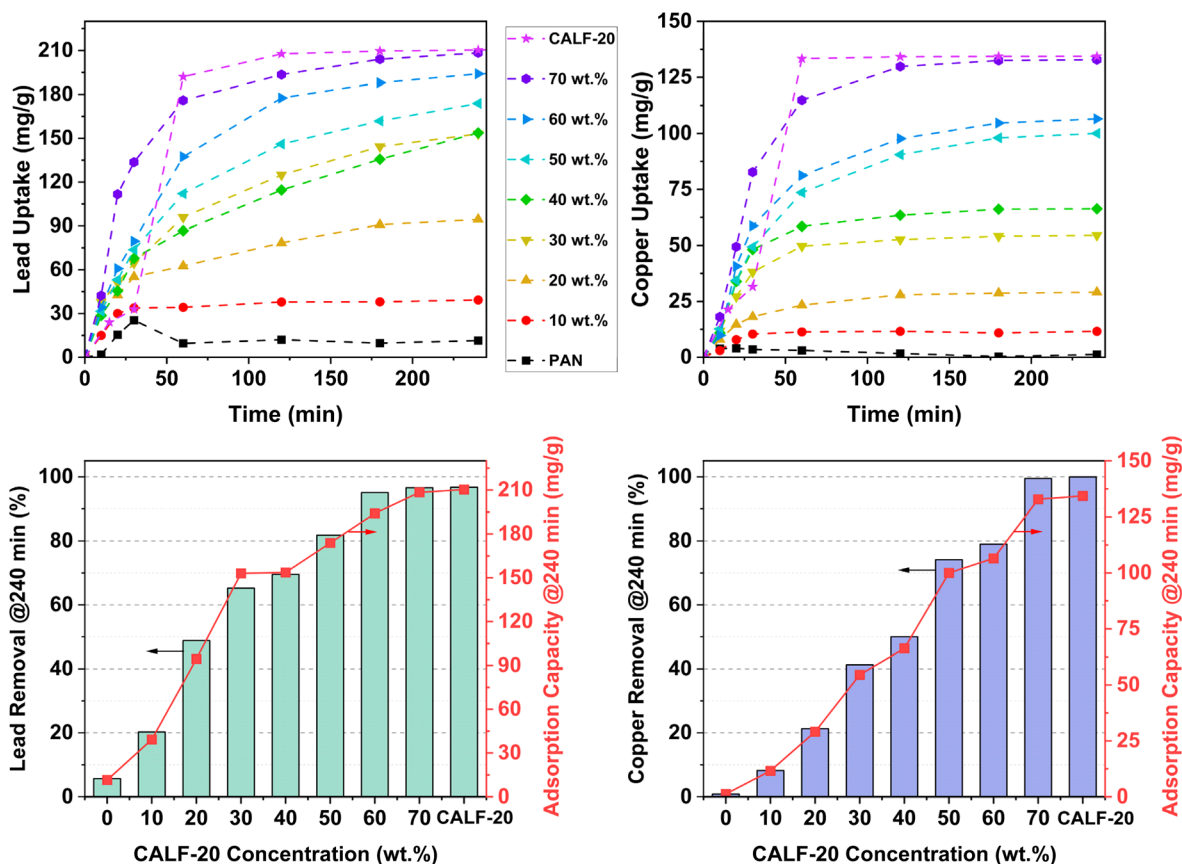 210
180
150
120
90
60
30
0
Lead Uptake (mg/g)
0
50
100
150
200
Time (min)
CALF-20
70 wt.%
60 wt.%
50 wt.%
40 wt.%
30 wt.%
20 wt.%
10 wt.%
PAN
150
125
100
75
50
25
0
Copper Uptake (mg/g)
0
50
100
150
200
Time (min)
100
80
60
40
20
0
Lead Removal @240 min (%)
210
180
150
120
90
60
30
0
Adsorption Capacity @240 min (mg/g)
0 10 20 30 40 50 60 70 CALF-20
CALF-20 Concentration (wt.%)
100
80
60
40
20
0
Copper Removal @240 min (%)
150
125
100
75
50
25
0
Adsorption Capacity @240 min (mg/g)
0 10 20 30 40 50 60 70 CALF-20
CALF-20 Concentration (wt.%)